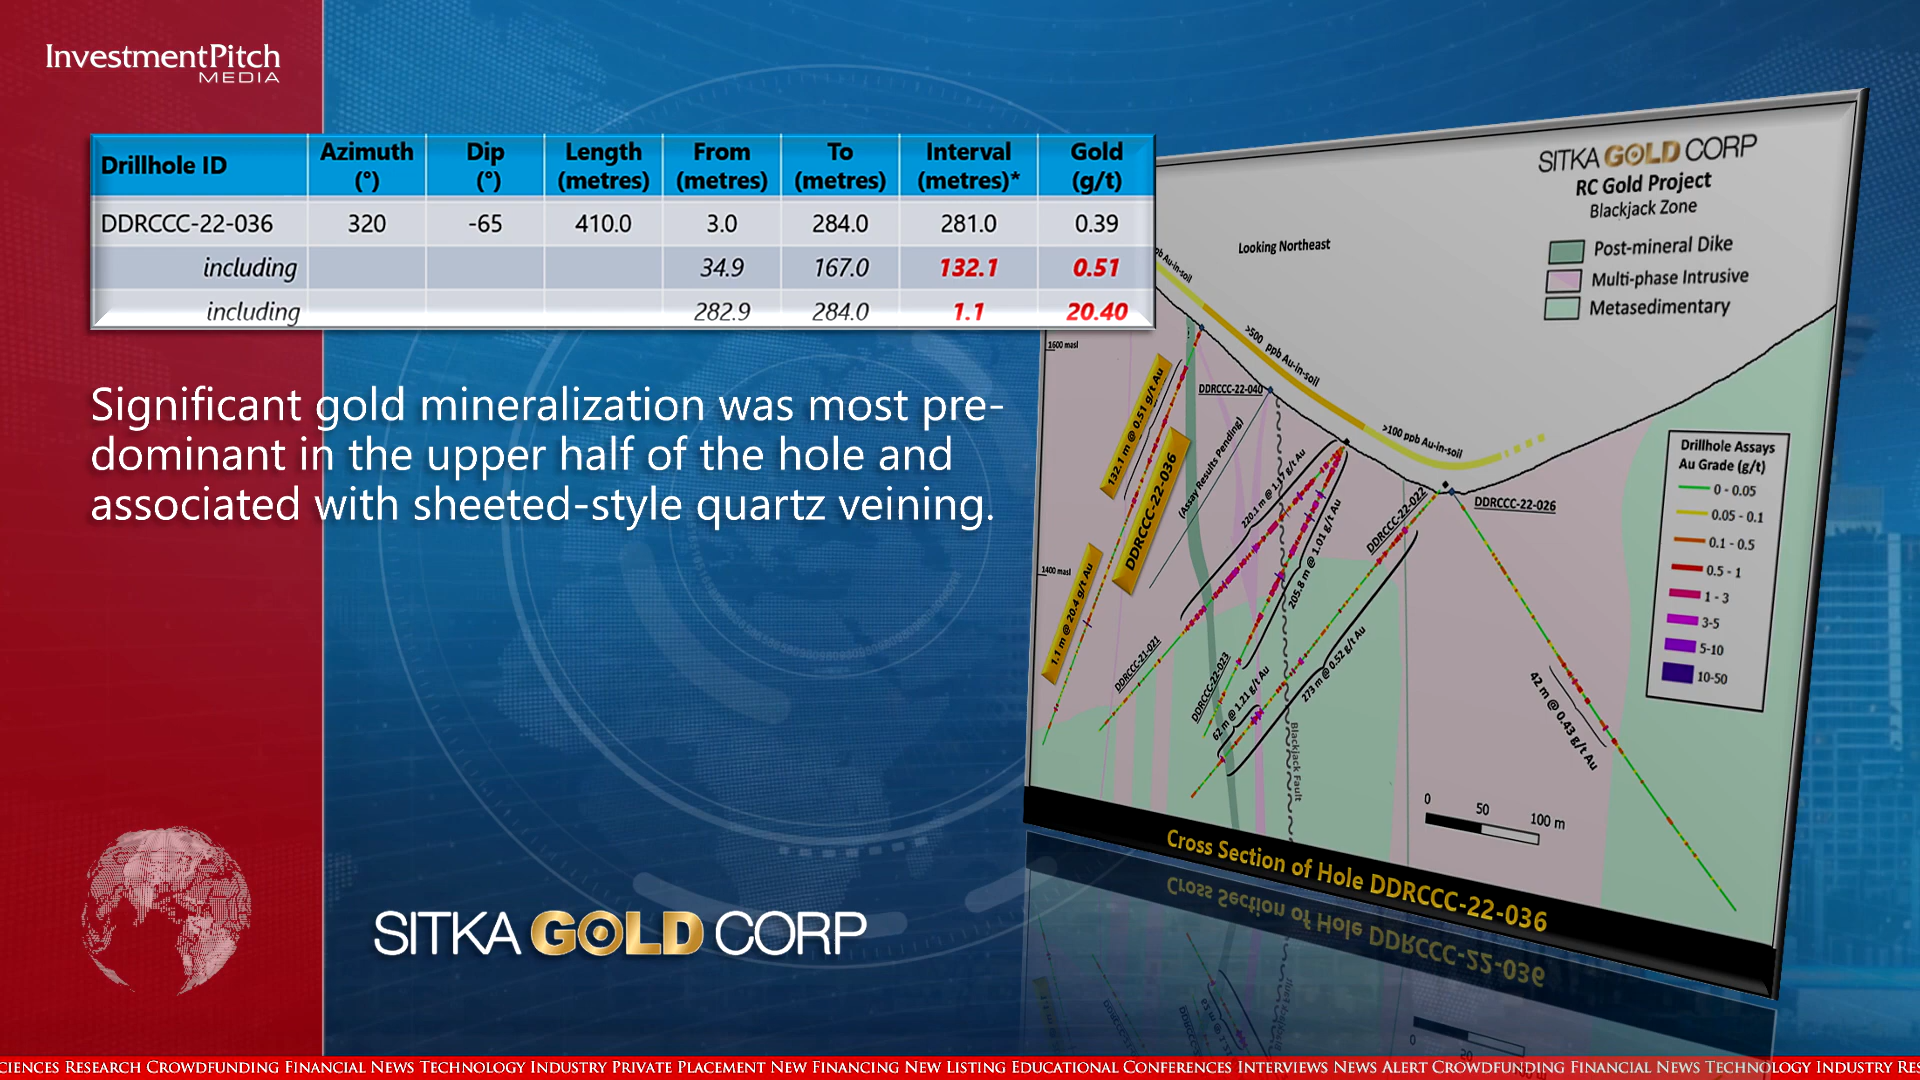 InvestmentPitch
MEDIA
Drillhole ID Azimuth (°) Dip (°) Length (metres) From (metres) To (metres) Interval (metres)* Gold (g/t)
DDRCCC-22-036 320 -65 410.0 3.0 284.0 281.0 0.39
including 34.9 167.0 132.1 0.51
including 282.9 284.0 1.1 20.40
Significant gold mineralization was most pre-
dominant in the upper half of the hole and
associated with sheeted-style quartz veining.
SITKA GOLD CORP
SITKA GOLD CORP
RC Gold Project
Blackjack Zone
Post-mineral Dike
Multi-phase Intrusive
Metasedimentary
Looking Northeast
ppb Au-in-soil
>500 ppb Au-in-soil
>100 ppb Au-in-soil
1600 masl
1400 masl
132.1 m @ 0.51 g/t Au
DDRCCC-22-036
1.1 m @ 20.4 g/t Au
DDRCCC-22-040
(Assay Results Pending)
220.1 m @ 1.17 g/t Au
205.8 m @ 1.01 g/t Au
DDRCCC-21-021
DDRCCC-22-023
DDRCCC-22-022
62 m @ 1.21 g/t Au
273 m @ 0.52 g/t Au
Blackjack Fault
DDRCCC-22-026
42 m @ 0.43 g/t Au
Drillhole Assays
Au Grade (g/t)
0 - 0.05
0.05 - 0.1
0.1 - 0.5
0.5 - 1
1 - 3
3-5
5-10
10-50
0 50 100 m
Cross Section of Hole DDRCCC-22-036
CIENCES RESEARCH CROWDFUNDING FINANCIAL NEWS TECHNOLOGY INDUSTRY PRIVATE PLACEMENT NEW FINANCING NEW LISTING EDUCATIONAL CONFERENCES INTERVIEWS NEWS ALERT CROWDFUNDING FINANCIAL NEWS TECHNOLOGY INDUSTRY RES